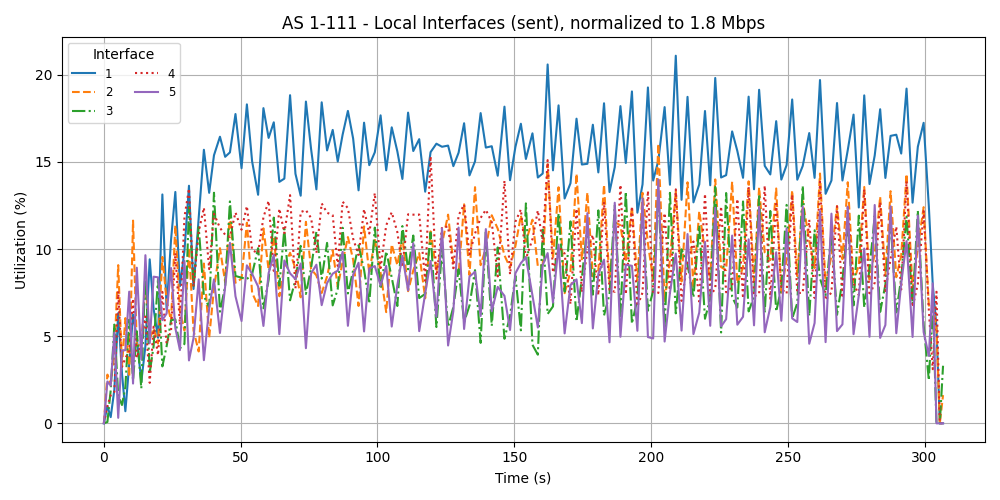 AS 1-111 - Local Interfaces (sent), normalized to 1.8 Mbps
Interface
1
2
3
4
5
Utilization (%)
20
15
10
5
0
0 50 100 150 200 250 300
Time (s)